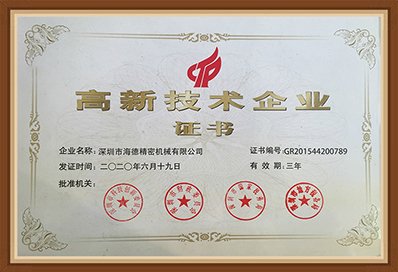 高新技术企业
证书
企业名称：深圳市海德精密机械有限公司 证书编号：GR201544200789
发证时间：二〇二〇年六月十九日 有 效 期：三年
批准机关：